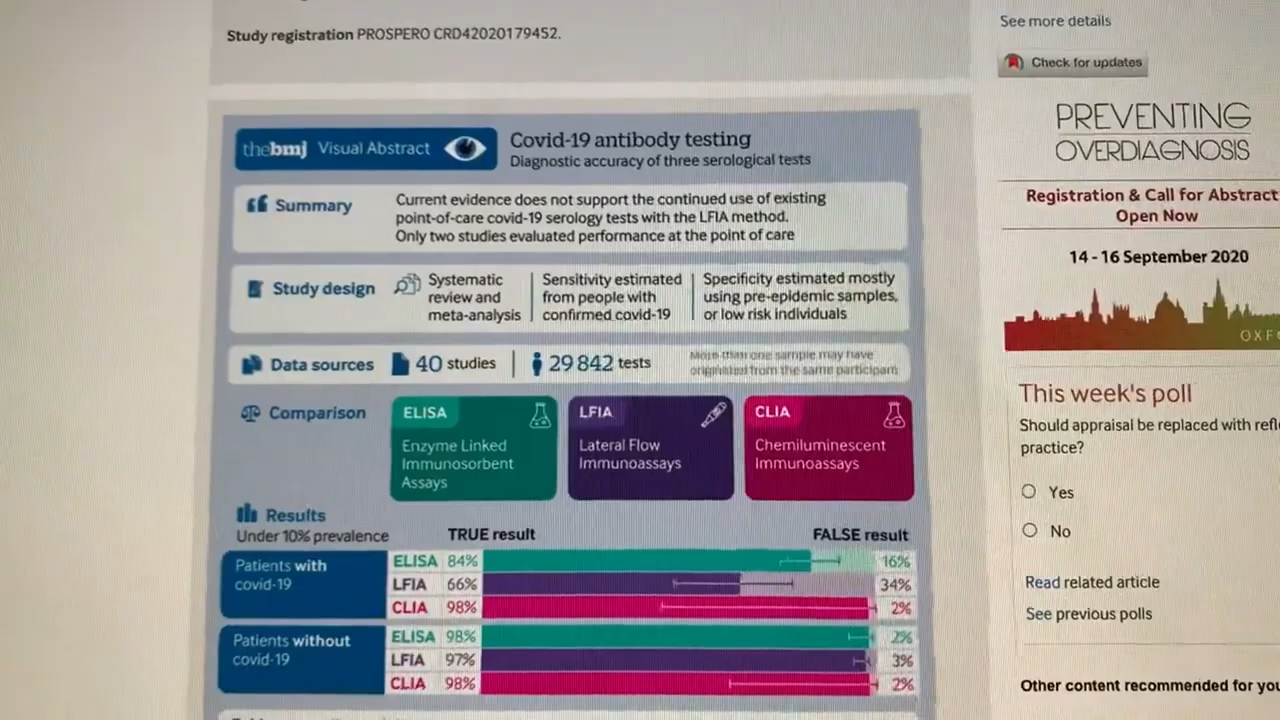 Study registration PROSPERO CRD42020179452.
thebmj Visual Abstract
Covid-19 antibody testing
Diagnostic accuracy of three serological tests
Summary
Current evidence does not support the continued use of existing
point-of-care covid-19 serology tests with the LFIA method.
Only two studies evaluated performance at the point of care
Study design
Systematic
review and
meta-analysis
Sensitivity estimated
from people with
confirmed covid-19
Specificity estimated mostly
using pre-epidemic samples,
or low risk individuals
Data sources
40 studies
29 842 tests
More than one sample may have
originated from the same participant
Comparison
ELISA
Enzyme Linked
Immunosorbent
Assays
LFIA
Lateral Flow
Immunoassays
CLIA
Chemiluminescent
Immunoassays
Results
Under 10% prevalence
TRUE result
FALSE result
Patients with
covid-19
ELISA 84% 16%
LFIA 66% 34%
CLIA 98% 2%
Patients without
covid-19
ELISA 98% 2%
LFIA 97% 3%
CLIA 98% 2%
See more details
Check for updates
PREVENTING
OVERDIAGNOSIS
Registration & Call for Abstract
Open Now
14 - 16 September 2020
OXF
This week's poll
Should appraisal be replaced with refl
practice?
Yes
No
Read related article
See previous polls
Other content recommended for you